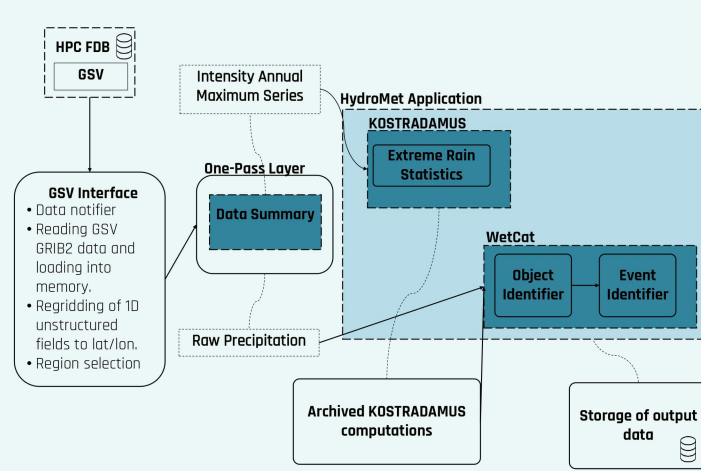 HPC FDB
GSV
Intensity Annual
Maximum Series
HydroMet Application
KOSTRADAMUS
Extreme Rain
Statistics
One-Pass Layer
Data Summary
GSV Interface
• Data notifier
• Reading GSV
GRIB2 data and
loading into
memory.
• Regridding of 1D
unstructured
fields to lat/lon.
• Region selection
WetCat
Object
Identifier
Event
Identifier
Raw Precipitation
Archived KOSTRADAMUS
computations
Storage of output
data